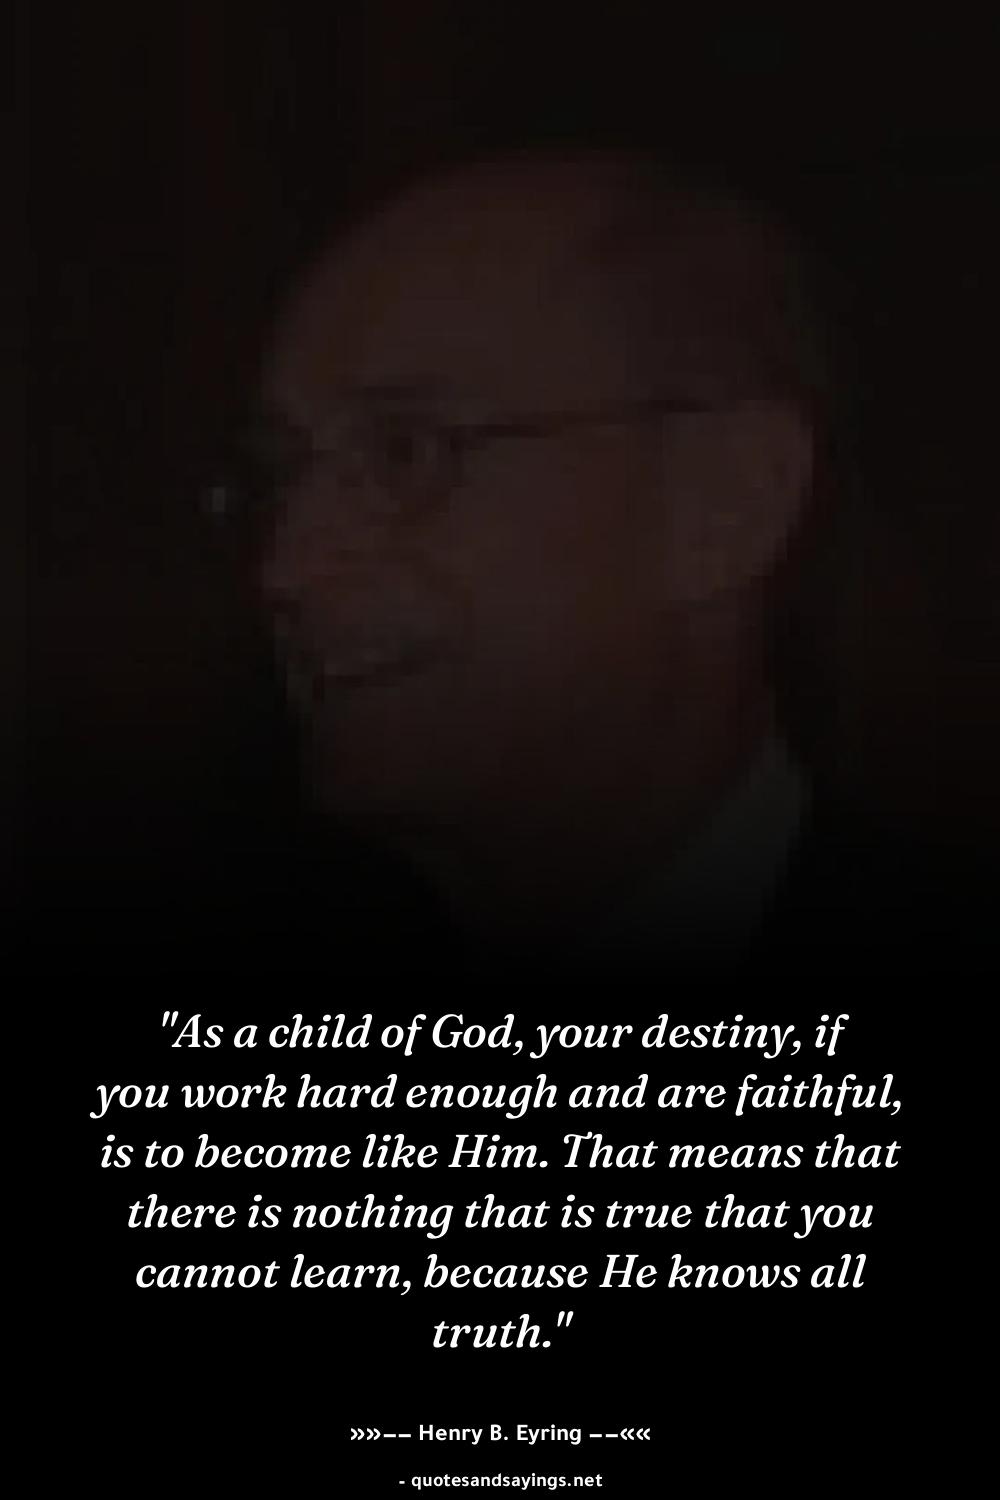 "As a child of God, your destiny, if
you work hard enough and are faithful,
is to become like Him. That means that
there is nothing that is true that you
cannot learn, because He knows all
truth."
»»–– Henry B. Eyring ––««
- quotesandsayings.net